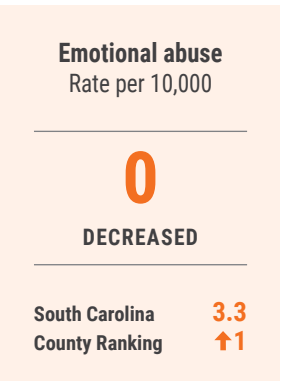 Emotional abuse
Rate per 10,000
0
DECREASED
South Carolina 3.3
County Ranking ↑1